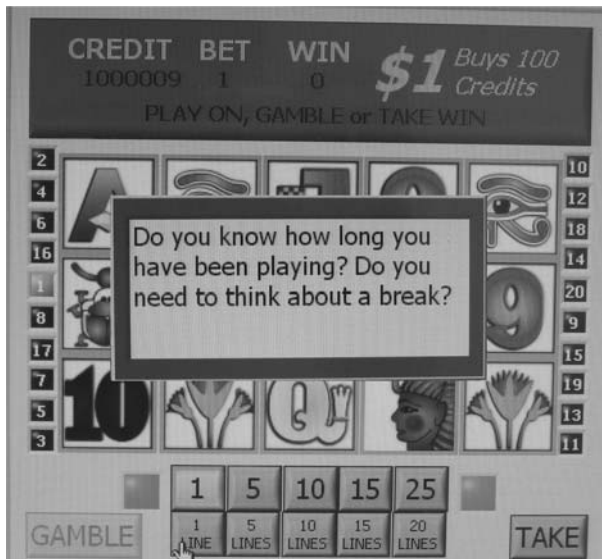 CREDIT BET WIN $1 Buys 100 Credits
1000009 1 0
PLAY ON, GAMBLE or TAKE WIN
2
4
6
16
1
8
17
7
5
3
A
Do you know how long you
have been playing? Do you
need to think about a break?
9
10
Q
10
12
18
14
20
9
15
19
13
11
1 5 10 15 25
1 LINE 5 LINES 10 LINES 15 LINES 20 LINES
GAMBLE TAKE